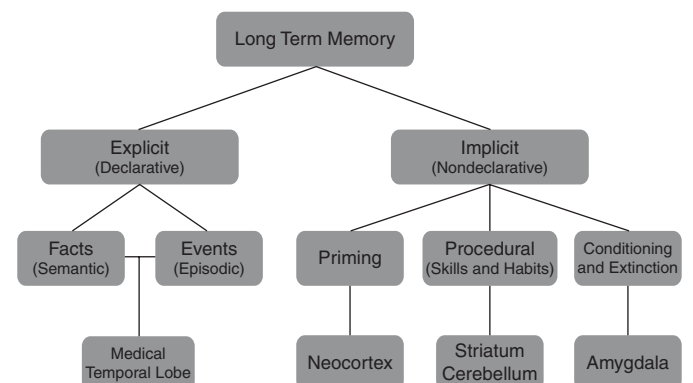 Long Term Memory
Explicit
(Declarative)
Implicit
(Nondeclarative)
Facts
(Semantic)
Events
(Episodic)
Priming
Procedural
(Skills and Habits)
Conditioning
and Extinction
Medical
Temporal Lobe
Neocortex
Striatum
Cerebellum
Amygdala